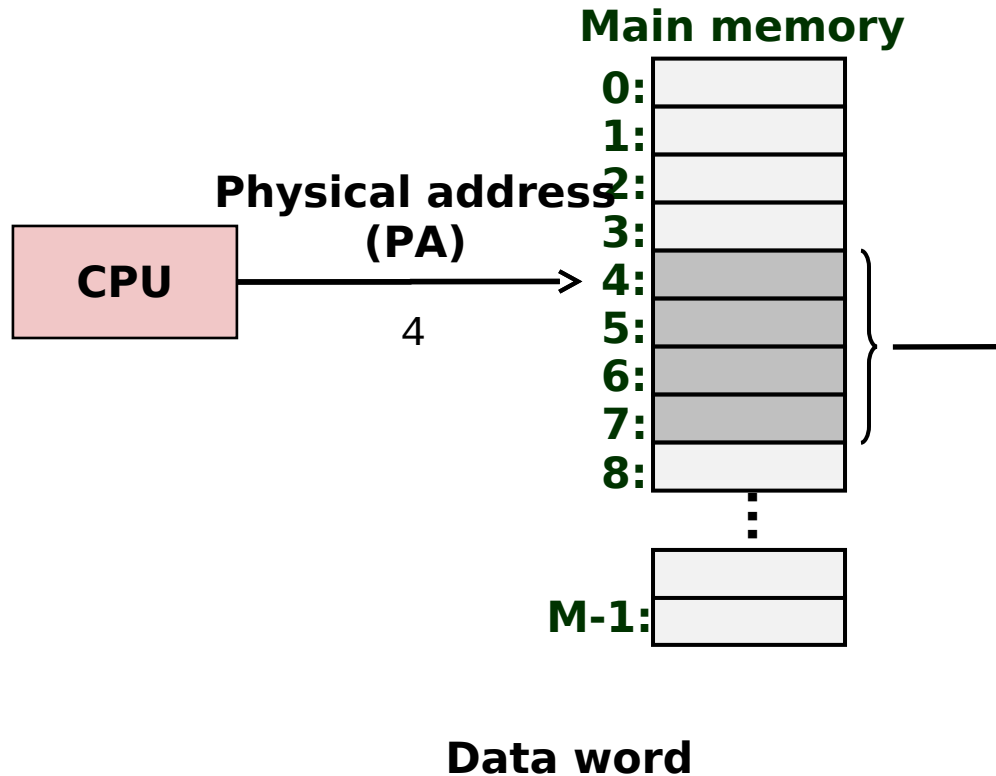 Main memory
0:
1:
Physical address
2:
(PA)
3:
CPU
4:
4
5:
6:
7:
8:
M-1:
Data word